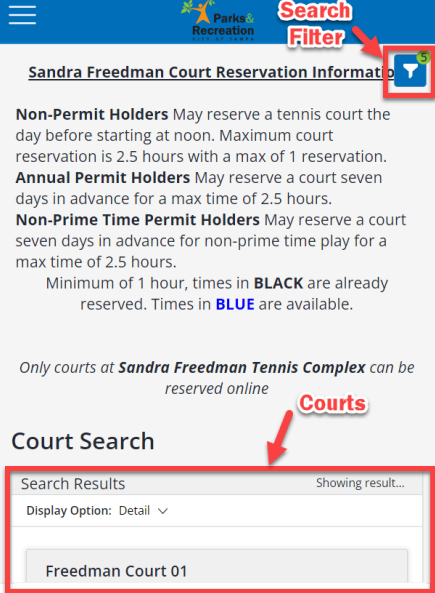 Parks&
Recreation
CITY OF TAMPA
Search
Filter
5
Sandra Freedman Court Reservation Informatio
Non-Permit Holders May reserve a tennis court the
day before starting at noon. Maximum court
reservation is 2.5 hours with a max of 1 reservation.
Annual Permit Holders May reserve a court seven
days in advance for a max time of 2.5 hours.
Non-Prime Time Permit Holders May reserve a court
seven days in advance for non-prime time play for a
max time of 2.5 hours.
Minimum of 1 hour, times in BLACK are already
reserved. Times in BLUE are available.
Only courts at Sandra Freedman Tennis Complex can be
reserved online
Courts
Court Search
Search Results Showing result...
Display Option: Detail
Freedman Court 01